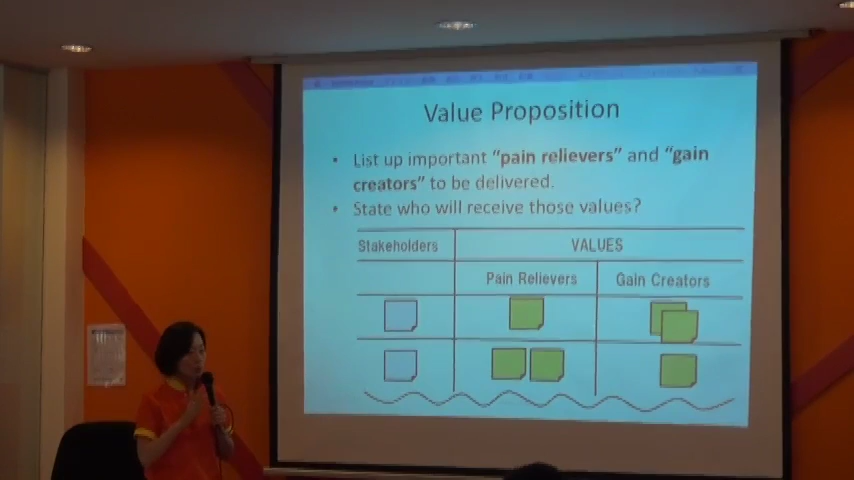 Value Proposition
• List up important “pain relievers” and “gain
creators” to be delivered.
• State who will receive those values?
Stakeholders VALUES
Pain Relievers Gain Creators